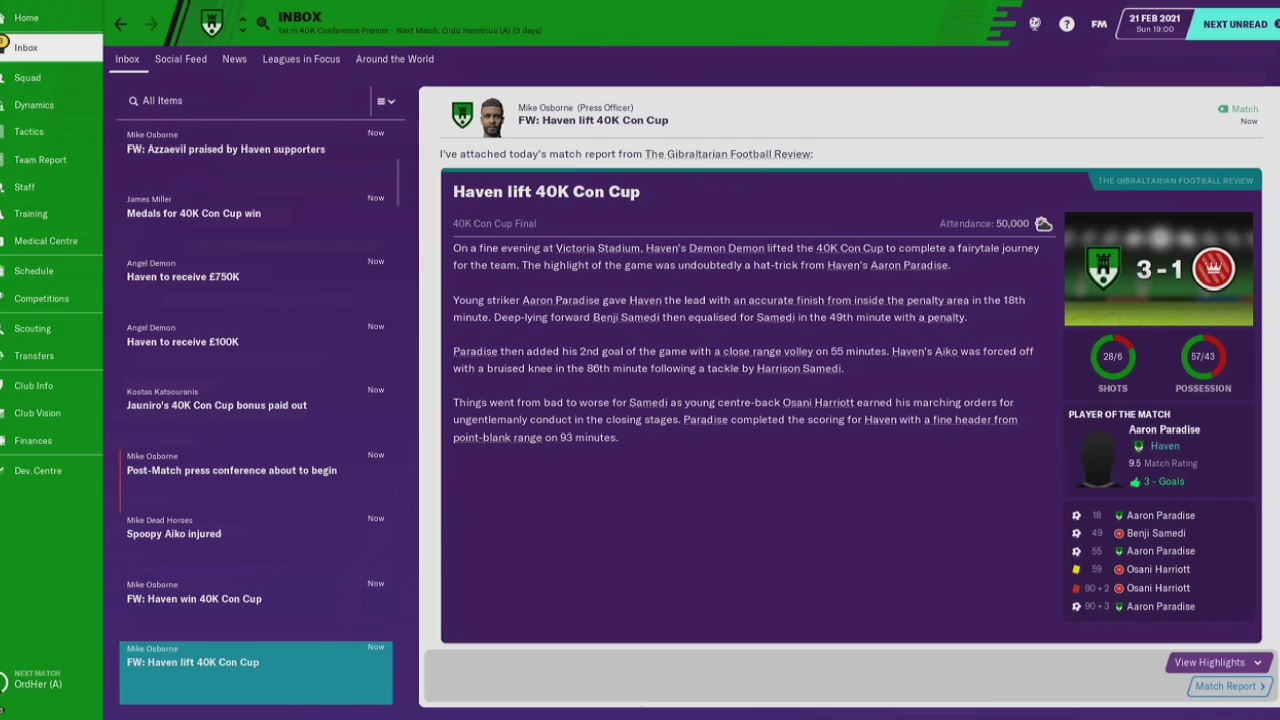 Home
Inbox
Squad
Dynamics
Tactics
Team Report
Staff
Training
Medical Centre
Schedule
Competitions
Scouting
Transfers
Club Info
Club Vision
Finances
Dev. Centre
NEXT MATCH
OrdHer (A)
INBOX
1st in 40K Conference Premier - Next Match: Ordo Hereticus (A) (3 days)
?
FM
21 FEB 2021
Sun 19:00
NEXT UNREAD
Inbox
Social Feed
News
Leagues in Focus
Around the World
All Items
Mike Osborne
Now
FW: Azzaevil praised by Haven supporters
James Miller
Now
Medals for 40K Con Cup win
Angel Demon
Now
Haven to receive £750K
Angel Demon
Now
Haven to receive £100K
Kostas Katsouranis
Now
Jauniro's 40K Con Cup bonus paid out
Mike Osborne
Now
Post-Match press conference about to begin
Mike Dead Horses
Now
Spoopy Aiko injured
Mike Osborne
Now
FW: Haven win 40K Con Cup
Mike Osborne
Now
FW: Haven lift 40K Con Cup
Mike Osborne (Press Officer)
FW: Haven lift 40K Con Cup
Match
Now
I've attached today's match report from The Gibraltarian Football Review:
THE GIBRALTARIAN FOOTBALL REVIEW
Haven lift 40K Con Cup
40K Con Cup Final
Attendance: 50,000
On a fine evening at Victoria Stadium, Haven's Demon Demon lifted the 40K Con Cup to complete a fairytale journey
for the team. The highlight of the game was undoubtedly a hat-trick from Haven's Aaron Paradise.
Young striker Aaron Paradise gave Haven the lead with an accurate finish from inside the penalty area in the 18th
minute. Deep-lying forward Benji Samedi then equalised for Samedi in the 49th minute with a penalty.
Paradise then added his 2nd goal of the game with a close range volley on 55 minutes. Haven's Aiko was forced off
with a bruised knee in the 86th minute following a tackle by Harrison Samedi.
Things went from bad to worse for Samedi as young centre-back Osani Harriott earned his marching orders for
ungentlemanly conduct in the closing stages. Paradise completed the scoring for Haven with a fine header from
point-blank range on 93 minutes.
3 - 1
28/6
SHOTS
57/43
POSSESSION
PLAYER OF THE MATCH
Aaron Paradise
Haven
9.5 Match Rating
3 - Goals
18 Aaron Paradise
49 Benji Samedi
55 Aaron Paradise
59 Osani Harriott
90 + 2 Osani Harriott
90 + 3 Aaron Paradise
View Highlights
Match Report